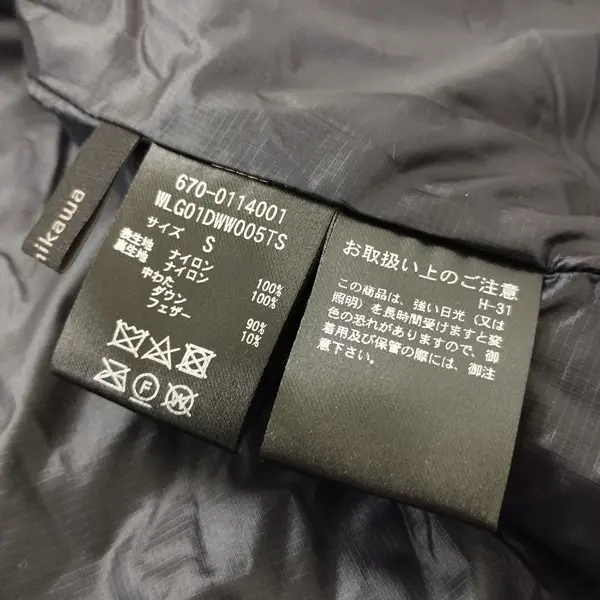 ikawa
670-0114001
WLG01DWW005TS
サイズ S
表生地 ナイロン 100%
裏生地 ナイロン 100%
中わた
ダウン 90%
フェザー 10%
F
W
お取扱い上のご注意
H-31
この商品は、強い日光（又は
照明）を長時間受けますと変
色の恐れがありますので、御
着用及び保管の際には、御注
意下さい。